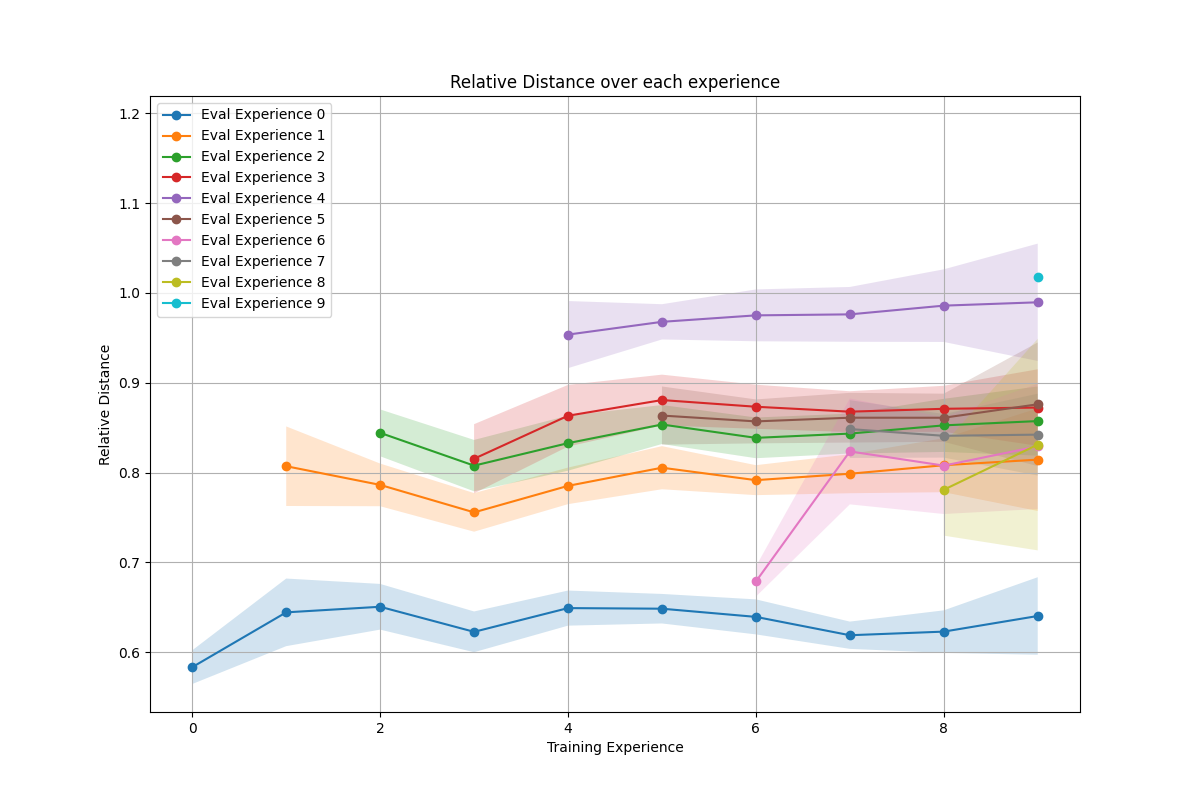 Relative Distance over each experience
1.2
1.1
1.0
0.9
0.8
0.7
0.6
Relative Distance
Eval Experience 0
Eval Experience 1
Eval Experience 2
Eval Experience 3
Eval Experience 4
Eval Experience 5
Eval Experience 6
Eval Experience 7
Eval Experience 8
Eval Experience 9
0 2 4 6 8
Training Experience